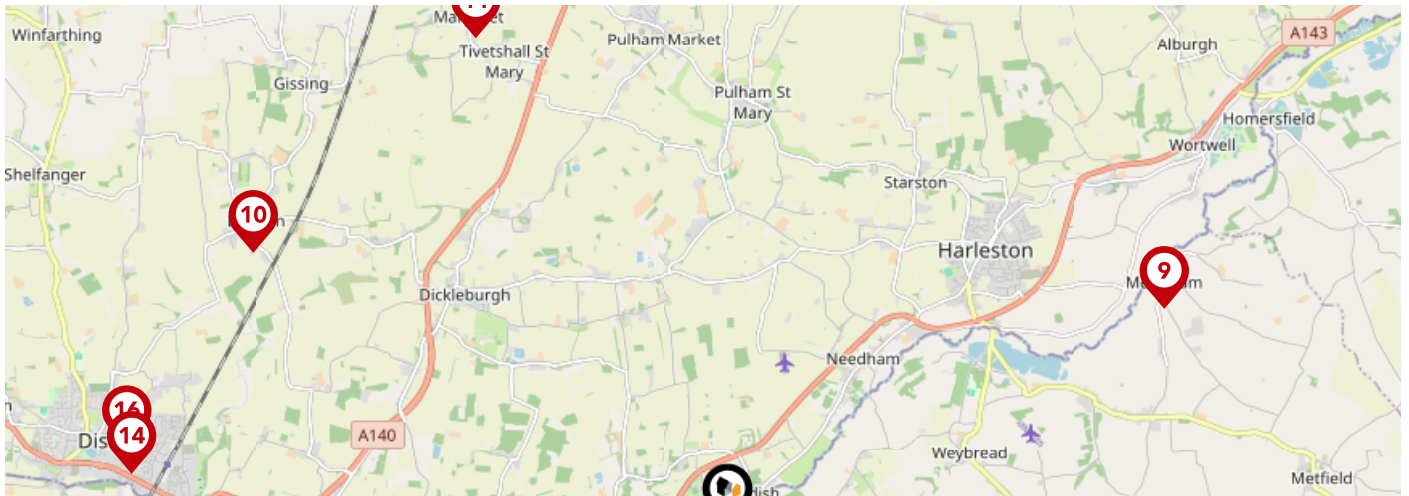 Winfarthing
Tivetshall St
Mary
Pulham Market
Alburgh
A143
Gissing
Pulham St
Mary
Homersfield
Wortwell
Shelfanger
Starston
10
Harleston
9
Dickleburgh
Needham
16
14
A140
Weybread
Metfield